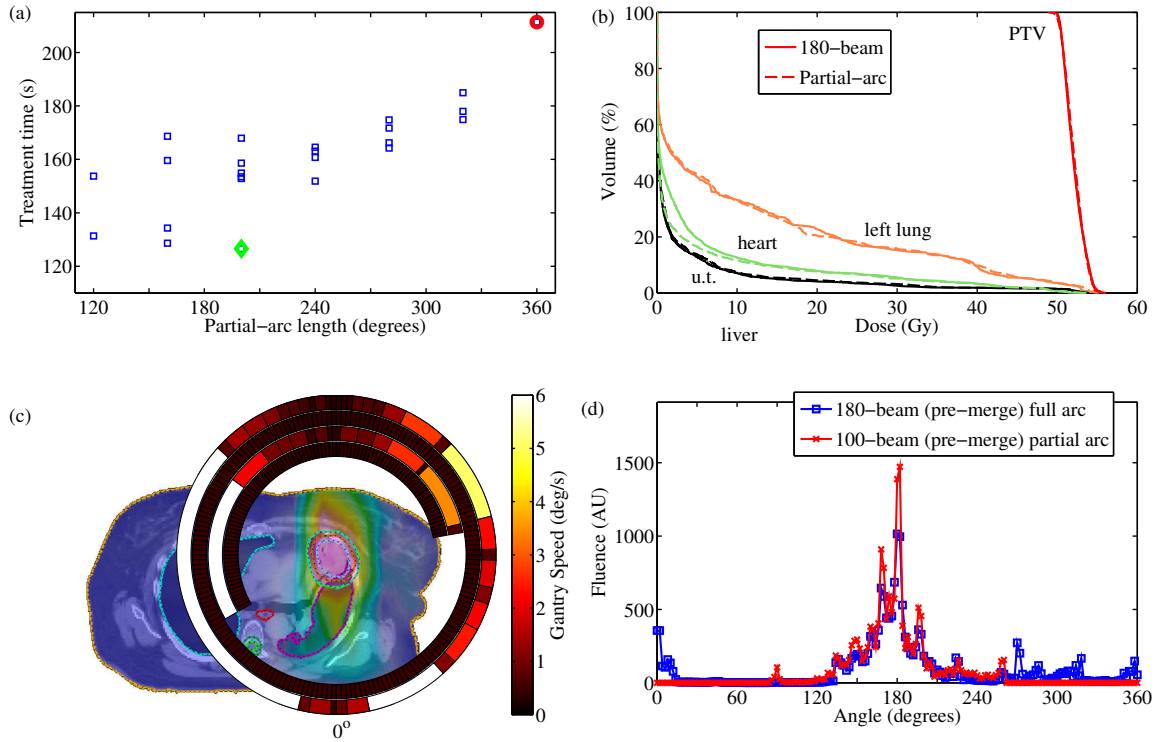 (a)
200
180
160
140
120
Treatment time (s)
120
180
240
300
360
Partial−arc length (degrees)
(b)
100
80
60
40
20
0
Volume (%)
PTV
180−beam
Partial−arc
heart
left lung
u.t.
0
10
20
30
40
50
60
Dose (Gy)
liver
(c)
0°
6
5
4
3
2
1
0
Gantry Speed (deg/s)
(d)
180−beam (pre−merge) full arc
100−beam (pre−merge) partial arc
1500
1000
500
0
Fluence (AU)
0
60
120
180
240
300
360
Angle (degrees)